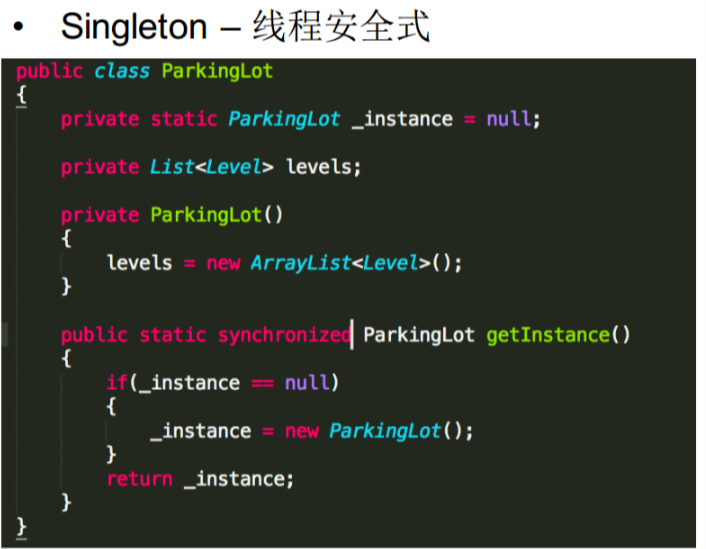 • Singleton – 线程安全式
public class ParkingLot
{
    private static ParkingLot _instance = null;
    private List<Level> levels;
    private ParkingLot()
    {
        levels = new ArrayList<Level>();
    }
    public static synchronized ParkingLot getInstance()
    {
        if(_instance == null)
        {
            _instance = new ParkingLot();
        }
        return _instance;
    }
}